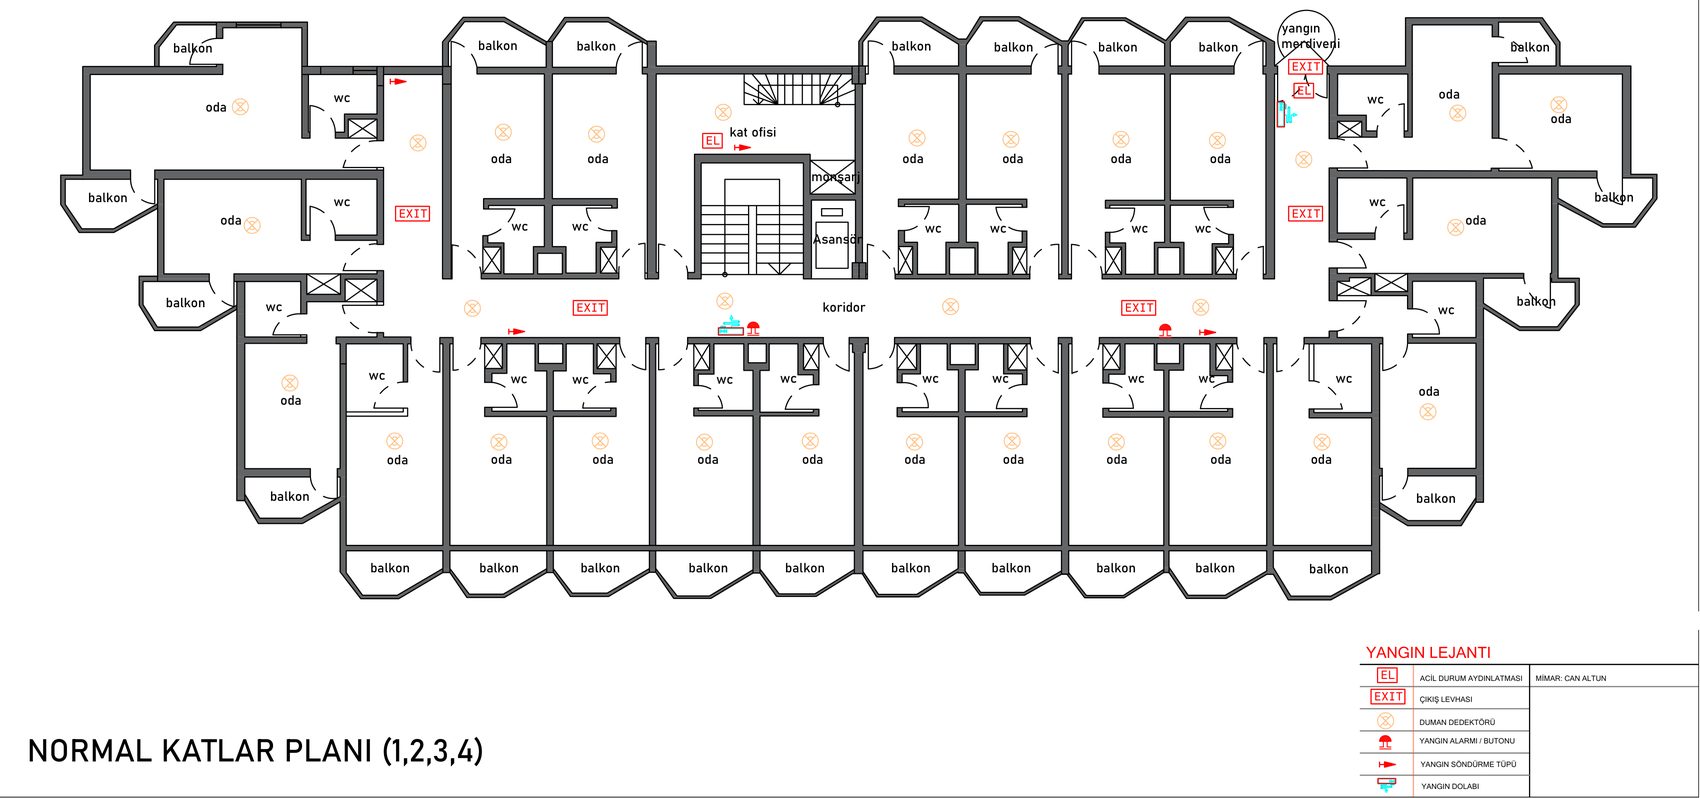 yangın
merdiveni
balkon
balkon
balkon
balkon
balkon
balkon
balkon
balkon
EXIT
EL
wc
oda
kat ofisi
EL
wc
oda
oda
oda
oda
oda
oda
oda
oda
oda
monşarj
balkon
wc
EXIT
oda
wc
wc
Asansör
wc
wc
wc
wc
EXIT
wc
oda
balkon
balkon
wc
EXIT
koridor
EXIT
wc
balkon
oda
wc
wc
wc
wc
wc
wc
wc
wc
wc
wc
oda
oda
oda
oda
oda
oda
oda
oda
oda
oda
oda
balkon
balkon
balkon
balkon
balkon
balkon
balkon
balkon
balkon
balkon
balkon
balkon
YANGIN LEJANTI
EL ACİL DURUM AYDINLATMASI MİMAR: CAN ALTUN
EXIT ÇIKIŞ LEVHASI
DUMAN DEDEKTÖRÜ
YANGIN ALARMI / BUTONU
YANGIN SÖNDÜRME TÜPÜ
YANGIN DOLABI
NORMAL KATLAR PLANI (1,2,3,4)